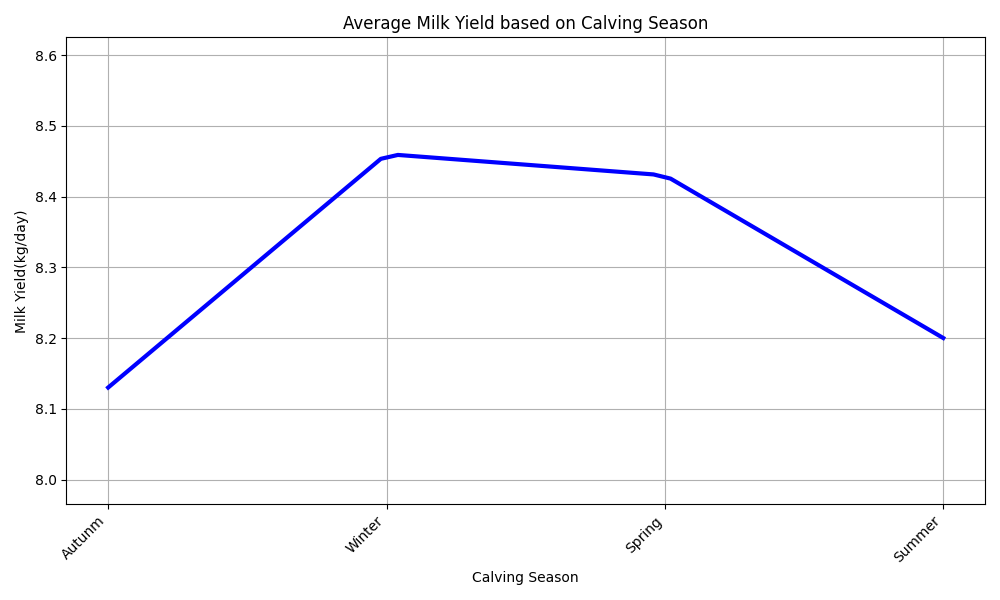 Average Milk Yield based on Calving Season
8.6
8.5
8.4
8.3
8.2
8.1
8.0
Milk Yield(kg/day)
Autunm
Winter
Spring
Summer
Calving Season